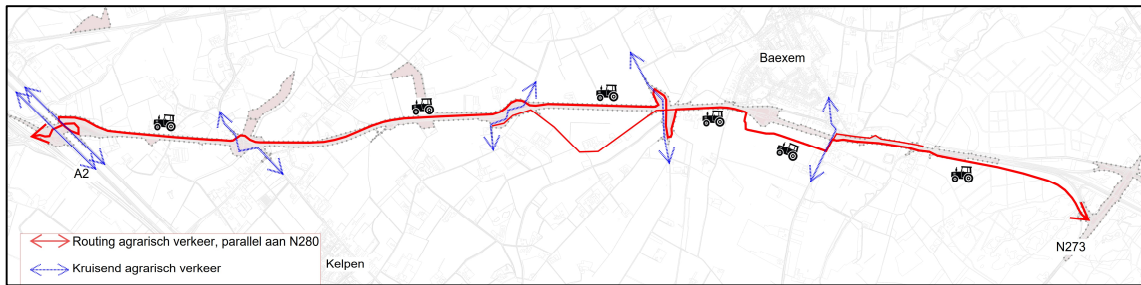 Baexem
A2
N273
Routing agrarisch verkeer, parallel aan N280
Kruisend agrarisch verkeer
Kelpen